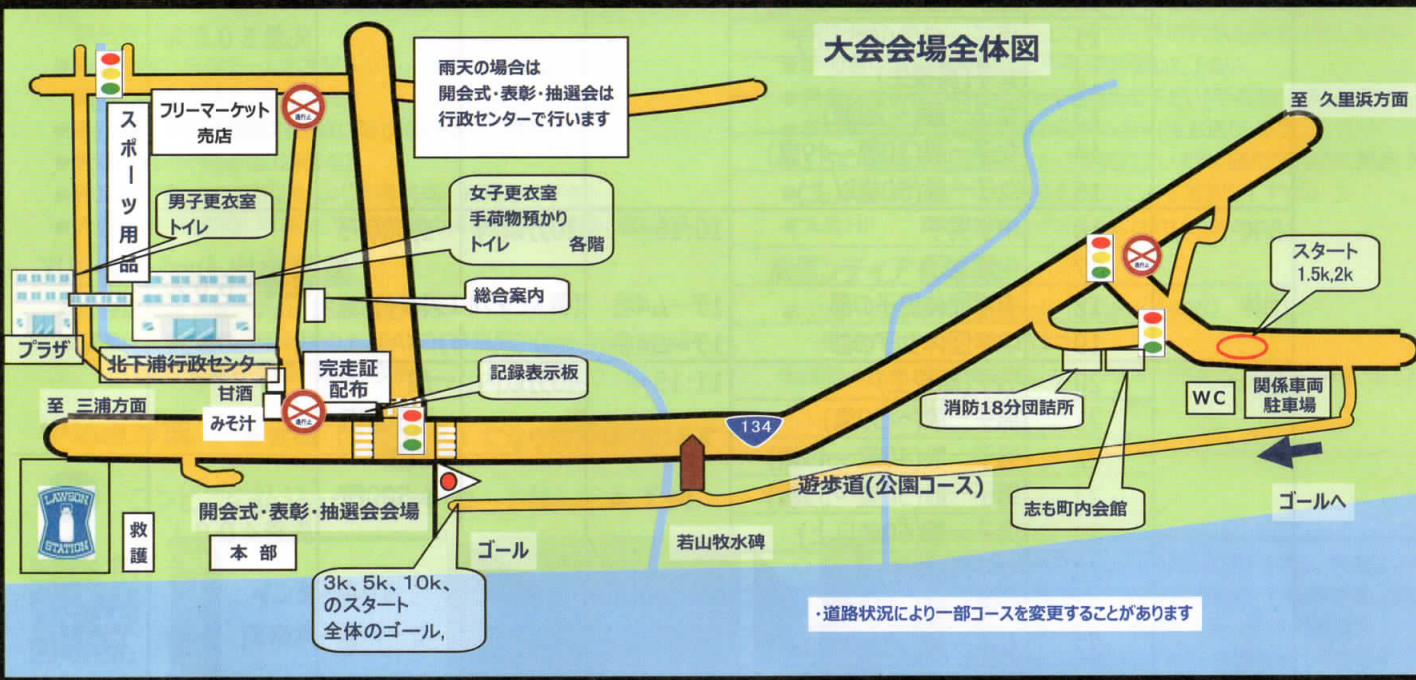 大会会場全体図
雨天の場合は
開会式・表彰・抽選会は
行政センターで行います
至 久里浜方面
フリーマーケット
売店
スポーツ用品
男子更衣室
トイレ
女子更衣室
手荷物預かり
トイレ 各階
スタート
1.5k,2k
総合案内
プラザ
北下浦行政センタ
完走証
配布
記録表示板
甘酒
みそ汁
至 三浦方面
134
消防18分団詰所
WC
関係車両
駐車場
遊歩道(公園コース)
志も町内会館
ゴールへ
LAWSON
STATION
救護
開会式・表彰・抽選会会場
本部
ゴール
若山牧水碑
3k、5k、10k、
のスタート
全体のゴール,
・道路状況により一部コースを変更することがあります